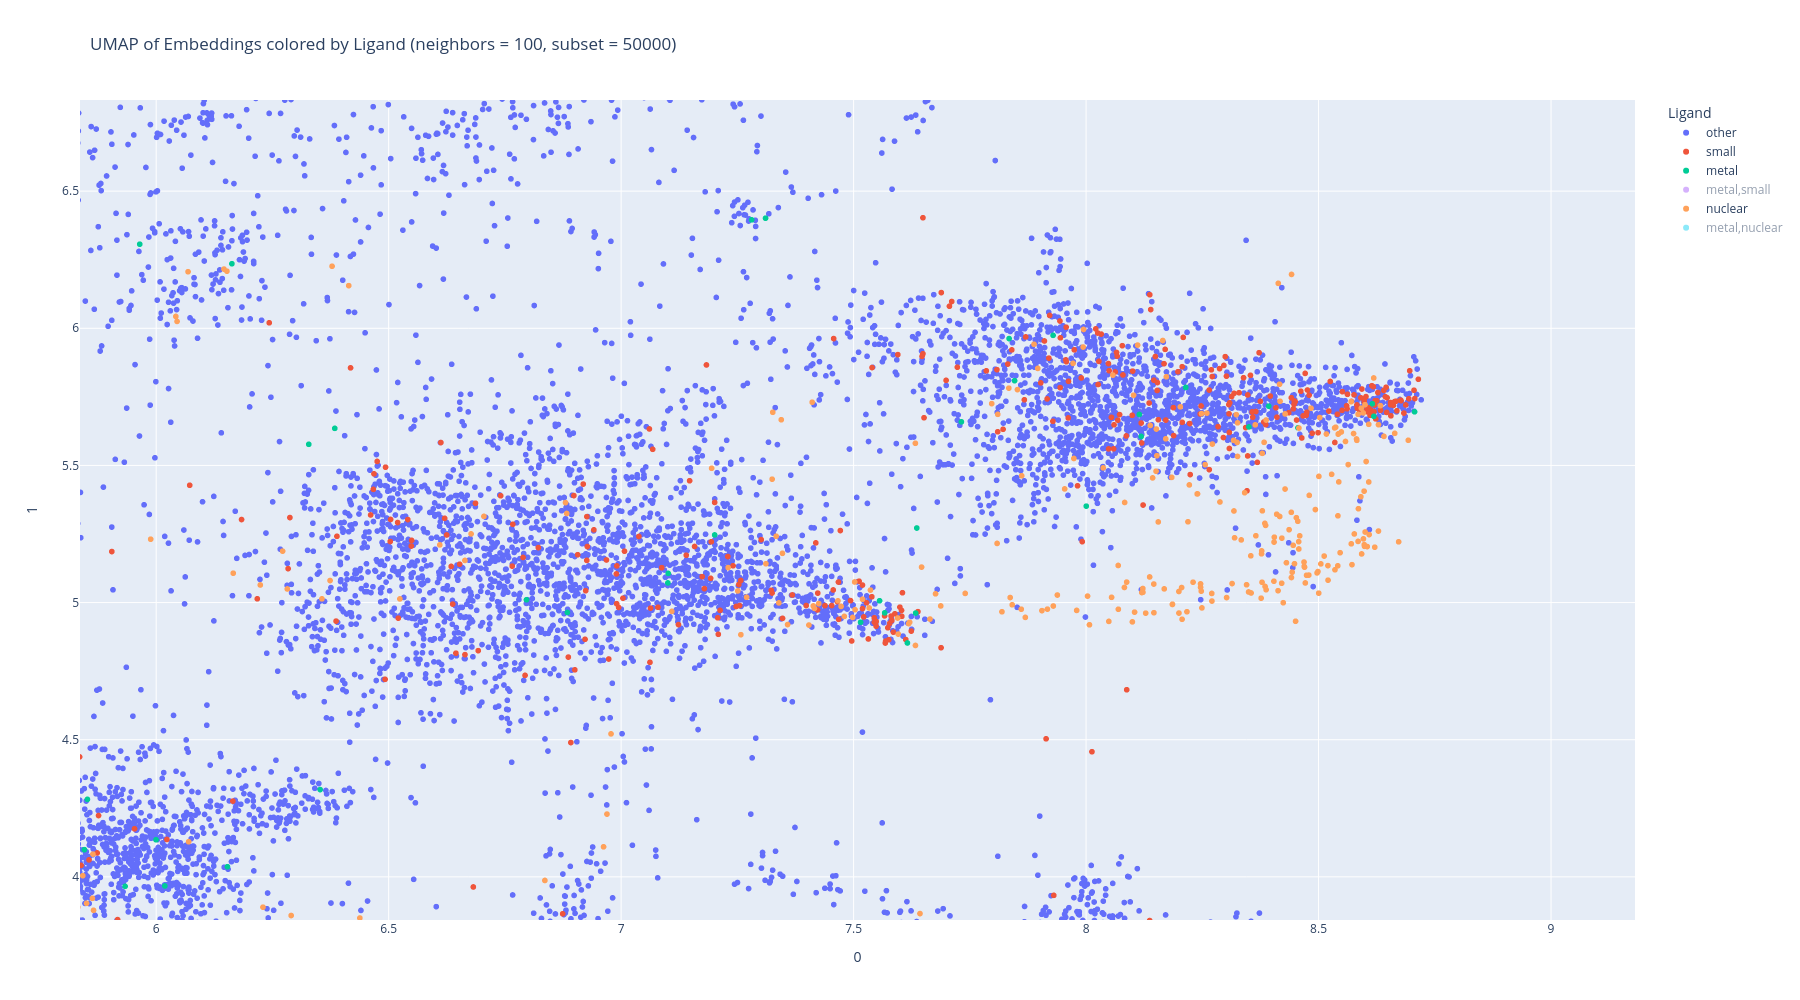 UMAP of Embeddings colored by Ligand (neighbors = 100, subset = 50000)
Ligand
other
small
metal
metal,small
nuclear
metal,nuclear
6.5
6
5.5
5
4.5
4
1
6 6.5 7 7.5 8 8.5 9
0